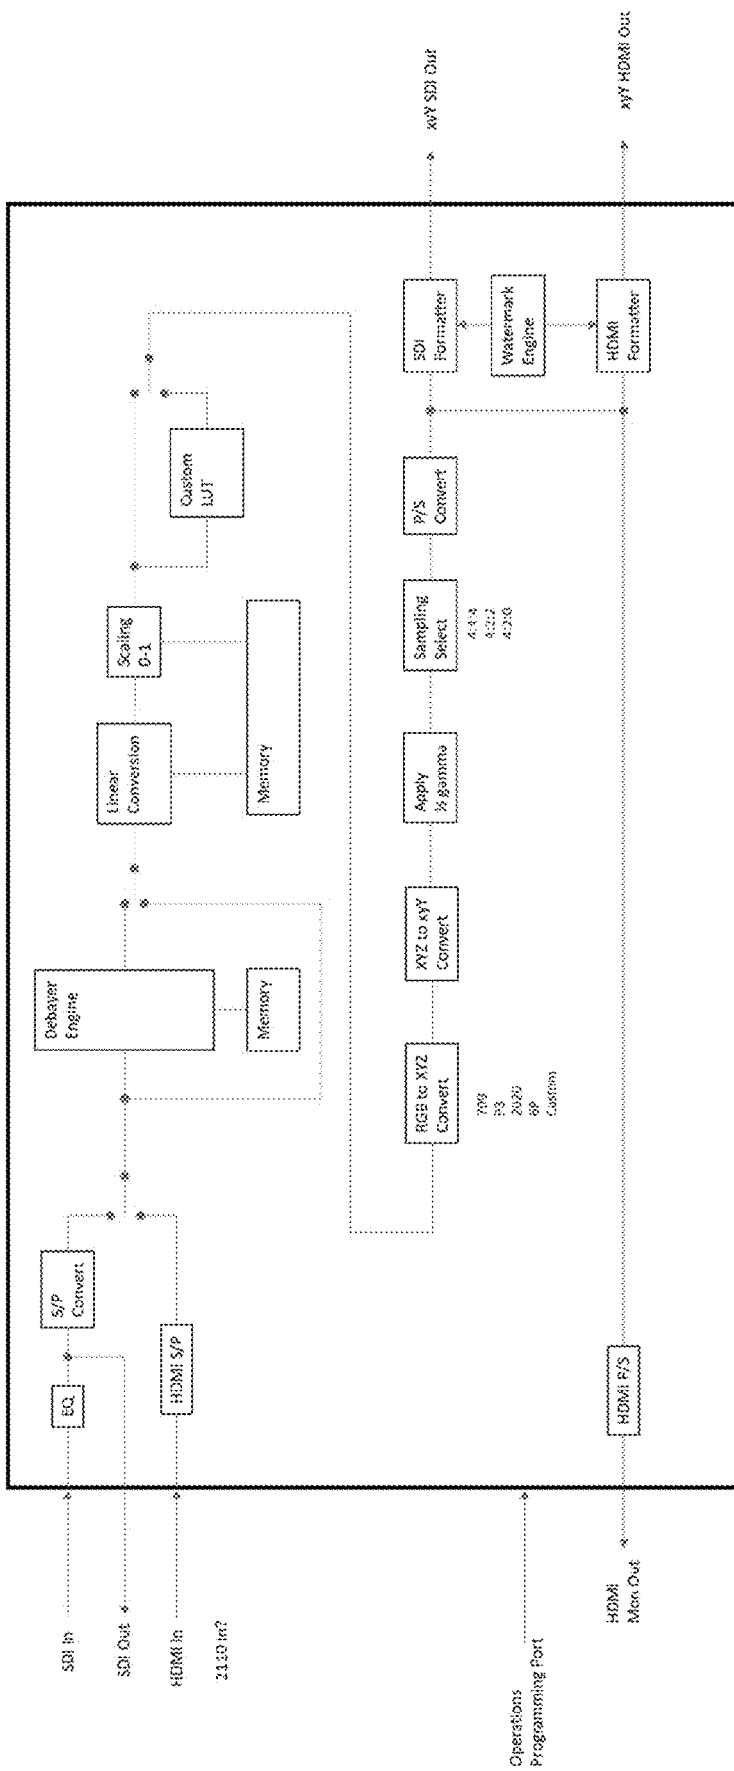 SDI In
SDI Out
HDMI In
2110 In?
Operations
Programming Port
HDMI
Mon Out
EQ
S/P
Convert
HDMI S/P
Debayer
Engine
Memory
Linear
Conversion
Scaling
D-1
Memory
Custom
LUT
RGB to XYZ
Convert
709
P3
2020
6P
Custom
XYZ to xyY
Convert
Apply
½ gamma
Sampling
Select
4:4:4
4:2:2
4:2:0
P/S
Convert
SDI
Formatter
Watermark
Engine
HDMI
Formatter
HDMI P/S
xyY SDI Out
xyY HDMI Out